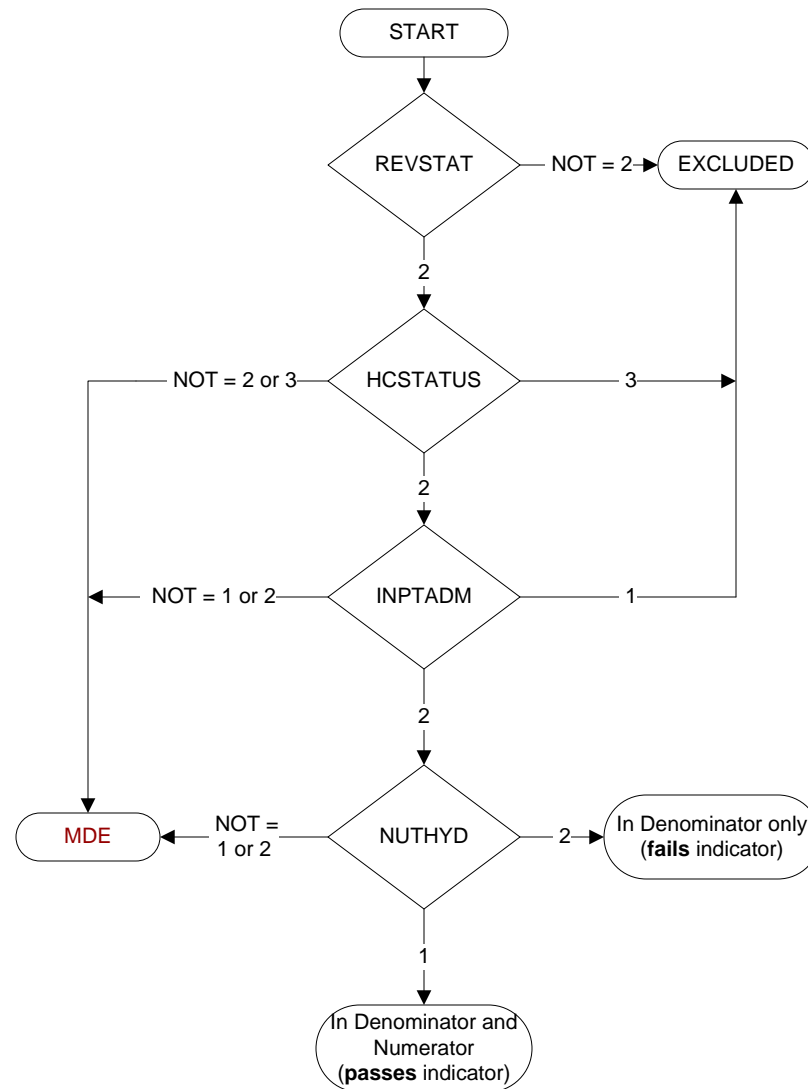 START
REVSTAT
NOT = 2
EXCLUDED
2
NOT = 2 or 3
HCSTATUS
3
2
NOT = 1 or 2
INPTADM
1
2
MDE
NOT =
1 or 2
NUTHYD
2
In Denominator only
(fails indicator)
1
In Denominator and
Numerator
(passes indicator)